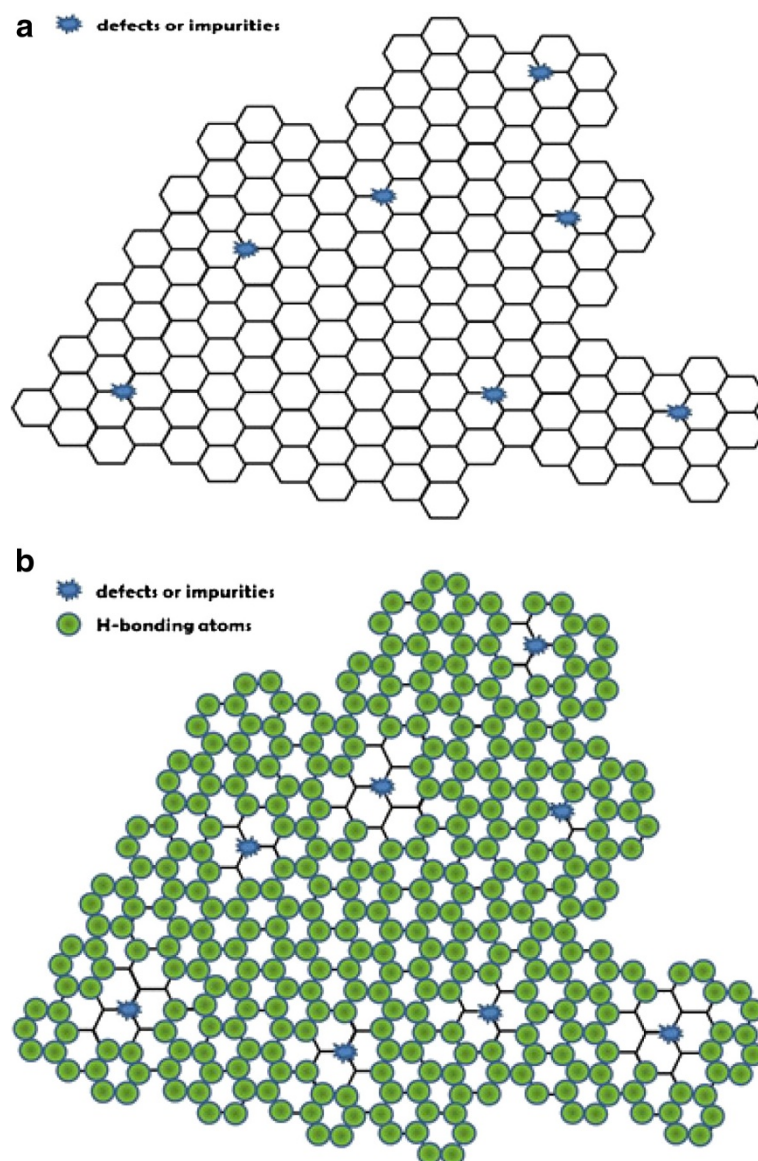 a
defects or impurities
b
defects or impurities
H-bonding atoms